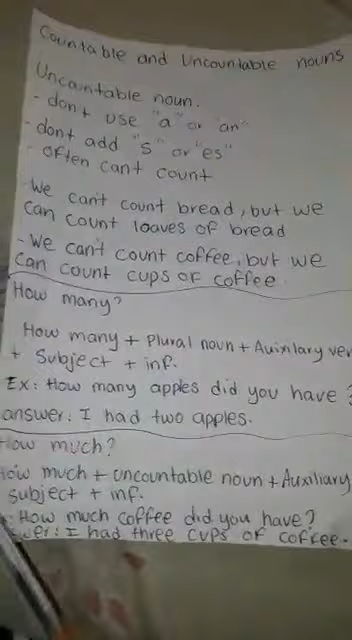 Countable and Uncountable nouns
Uncountable noun.
- don't use "a" or "an"
- dont add "s" or "es"
- often can't count
- We can't count bread, but we
can count loaves of bread
- We can't count coffee, but we
can count cups of coffee.
How many?
How many + Plural noun + Auixilary ver
+ Subject + inf.
Ex: How many apples did you have?
answer: I had two apples.
How much?
How much + uncountable noun + Auxiliary
subject + inf.
: How much coffee did you have?
wer: I had three cups of coffee.